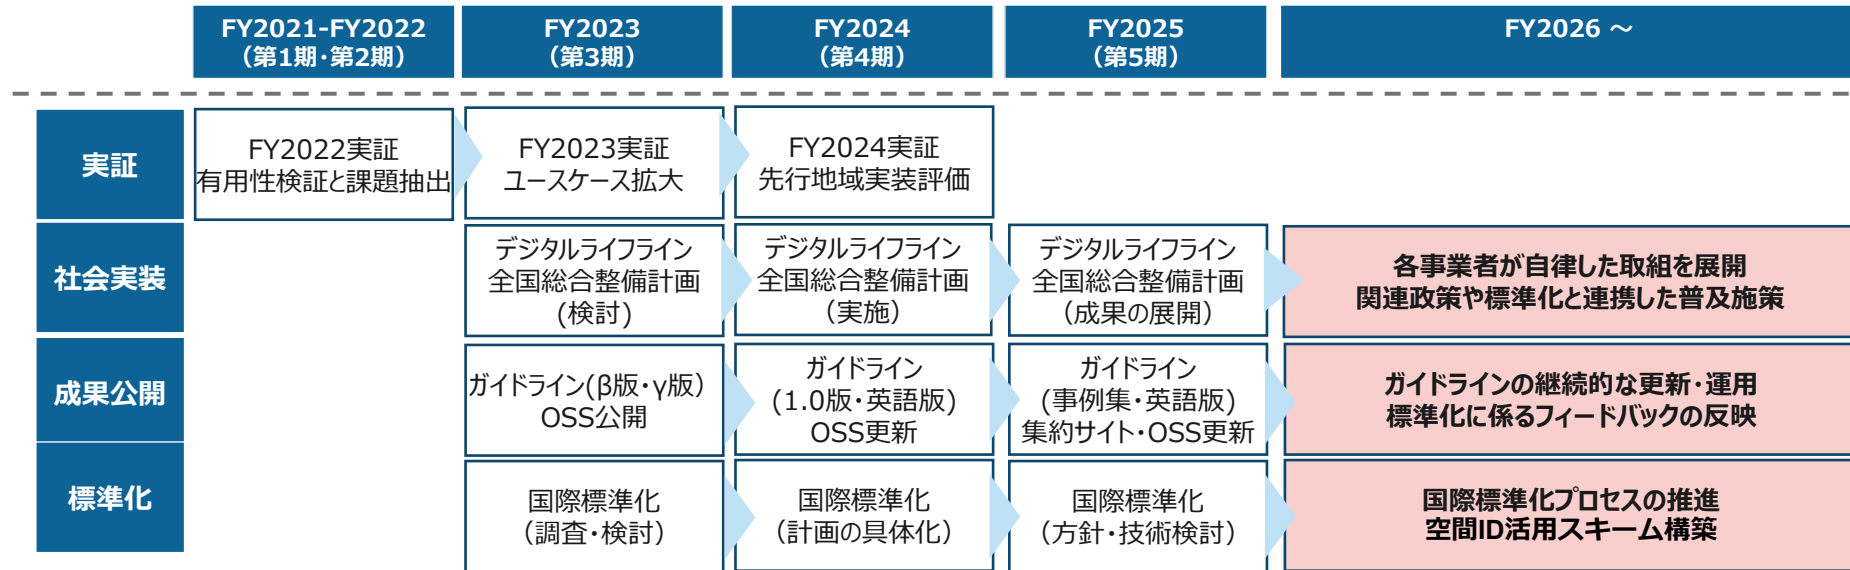 FY2021-FY2022
（第1期・第2期）
FY2023
（第3期）
FY2024
（第4期）
FY2025
（第5期）
FY2026 ～
実証
FY2022実証
有用性検証と課題抽出
FY2023実証
ユースケース拡大
FY2024実証
先行地域実装評価
社会実装
デジタルライフライン
全国総合整備計画
(検討)
デジタルライフライン
全国総合整備計画
（実施）
デジタルライフライン
全国総合整備計画
（成果の展開）
各事業者が自律した取組を展開
関連政策や標準化と連携した普及施策
成果公開
ガイドライン(β版・γ版）
OSS公開
ガイドライン
(1.0版・英語版)
OSS更新
ガイドライン
(事例集・英語版)
集約サイト・OSS更新
ガイドラインの継続的な更新・運用
標準化に係るフィードバックの反映
標準化
国際標準化
（調査・検討）
国際標準化
（計画の具体化）
国際標準化
（方針・技術検討）
国際標準化プロセスの推進
空間ID活用スキーム構築